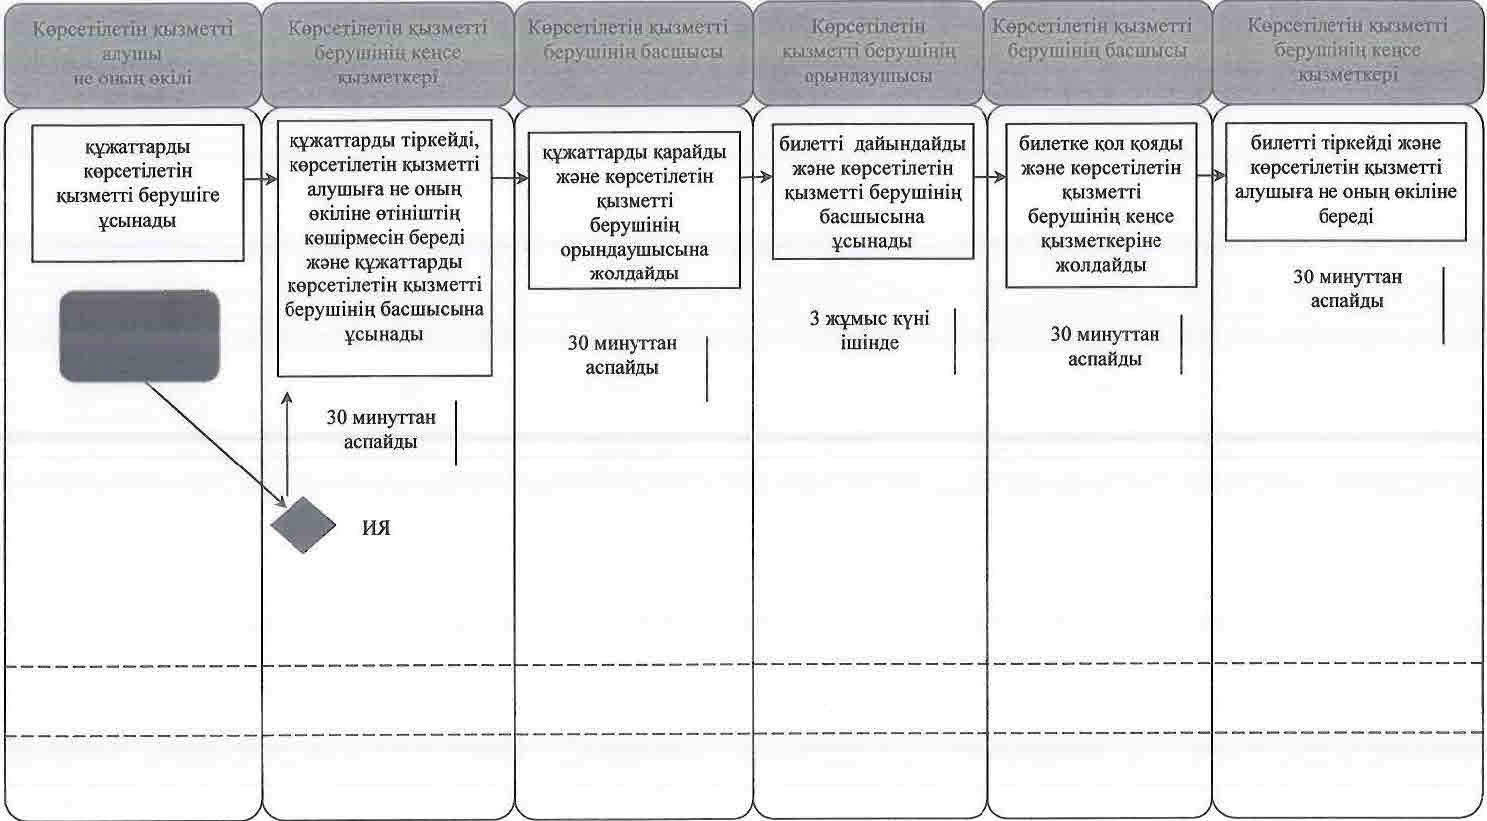 Көрсетілетін қызметті
алушы
не оның өкілі
Көрсетілетін қызметті
берушінің кеңсе
қызметкері
Көрсетілетін қызметті
берушінің басшысы
Көрсетілетін
қызметті берушінің
орындаушысы
Көрсетілетін қызметті
берушінің басшысы
Көрсетілетін қызметті
берушінің кеңсе
қызметкері
құжаттарды
көрсетілетін
қызметті берушіге
ұсынады
құжаттарды тіркейді,
көрсетілетін қызметті
алушыға не оның
өкіліне өтініштің
көшірмесін береді
және құжаттарды
көрсетілетін қызметті
берушінің басшысына
ұсынады
30 минуттан
аспайды
ИЯ
құжаттарды қарайды
және көрсетілетін
қызметті
берушінің
орындаушысына
жолдайды
30 минуттан
аспайды
билетті дайындайды
және көрсетілетін
қызметті берушінің
басшысына
ұсынады
3 жұмыс күні
ішінде
билетке қол қояды
және көрсетілетін
қызметті
берушінің кеңсе
қызметкеріне
жолдайды
30 минуттан
аспайды
билетті тіркейді және
көрсетілетін қызметті
алушыға не оның өкіліне
береді
30 минуттан
аспайды